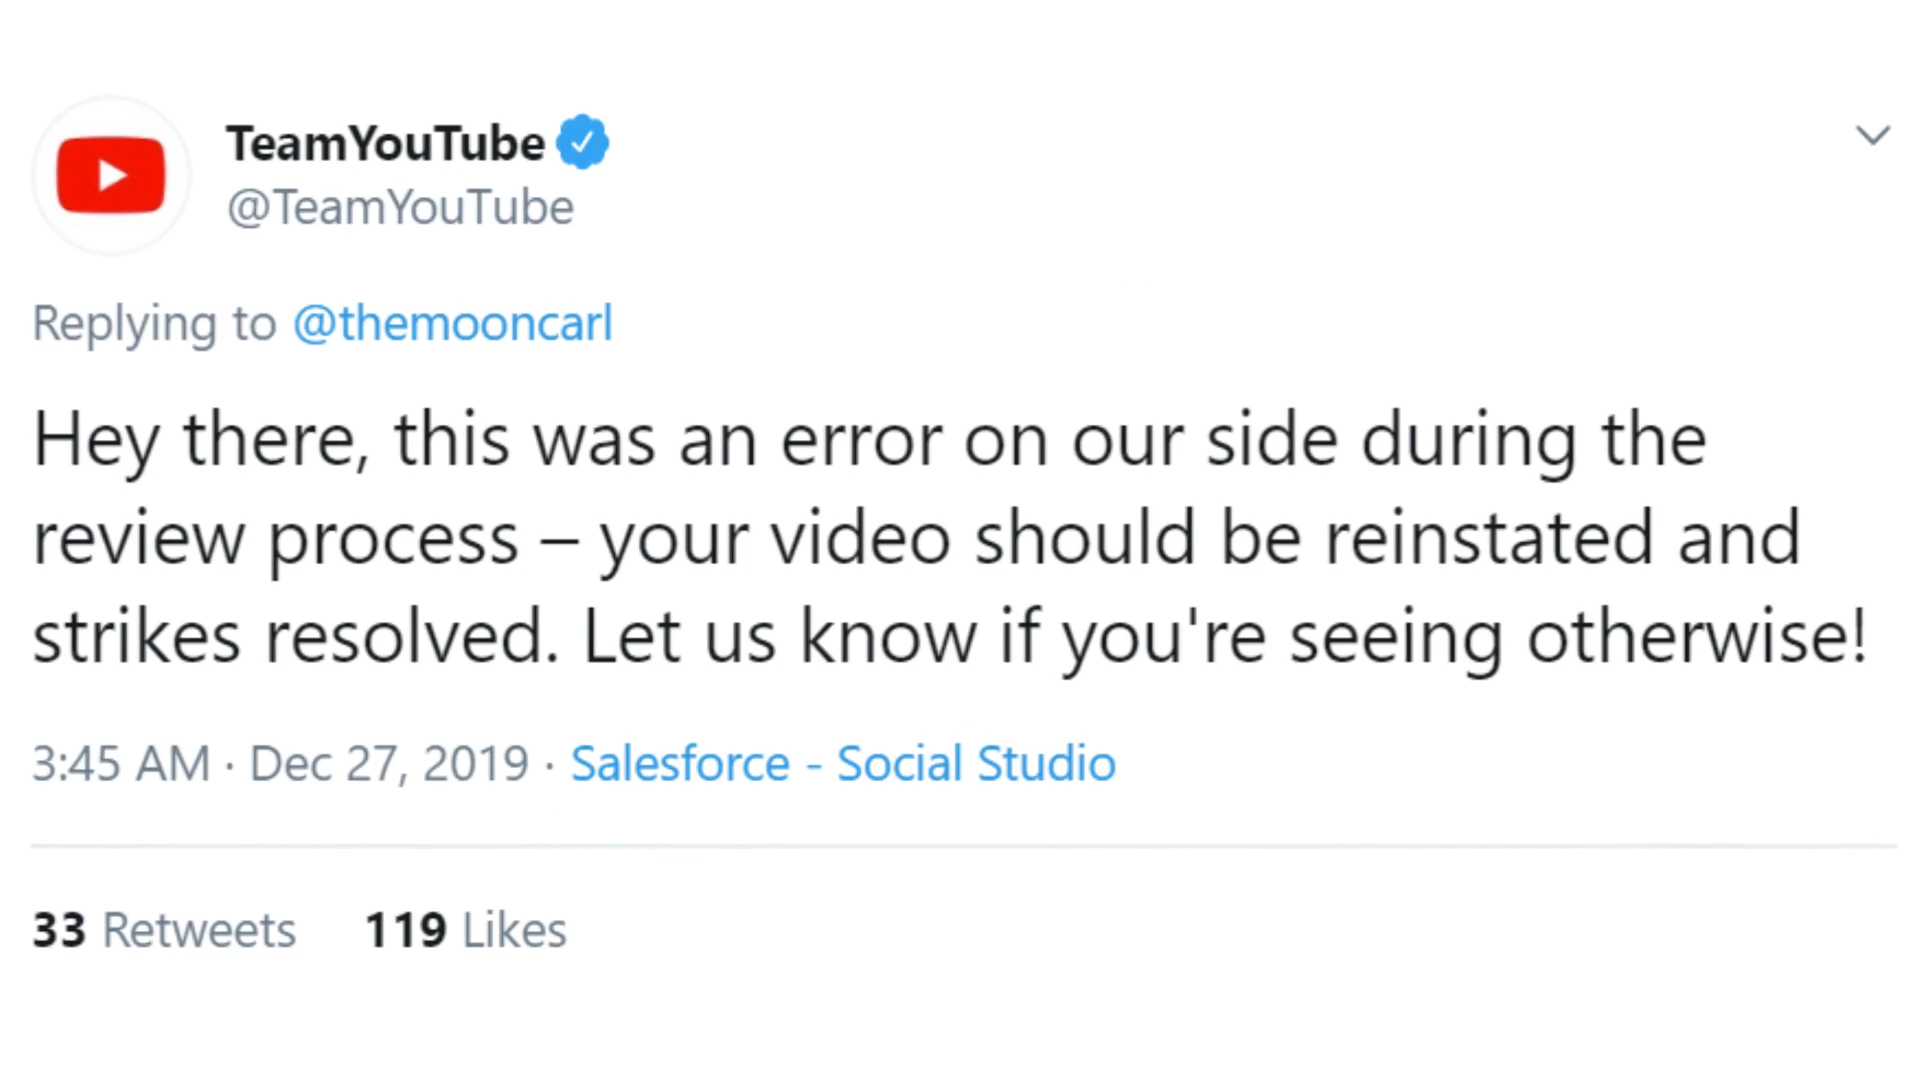 TeamYouTube
@TeamYouTube
Replying to @themooncarl
Hey there, this was an error on our side during the
review process – your video should be reinstated and
strikes resolved. Let us know if you're seeing otherwise!
3:45 AM · Dec 27, 2019 · Salesforce - Social Studio
33 Retweets 119 Likes